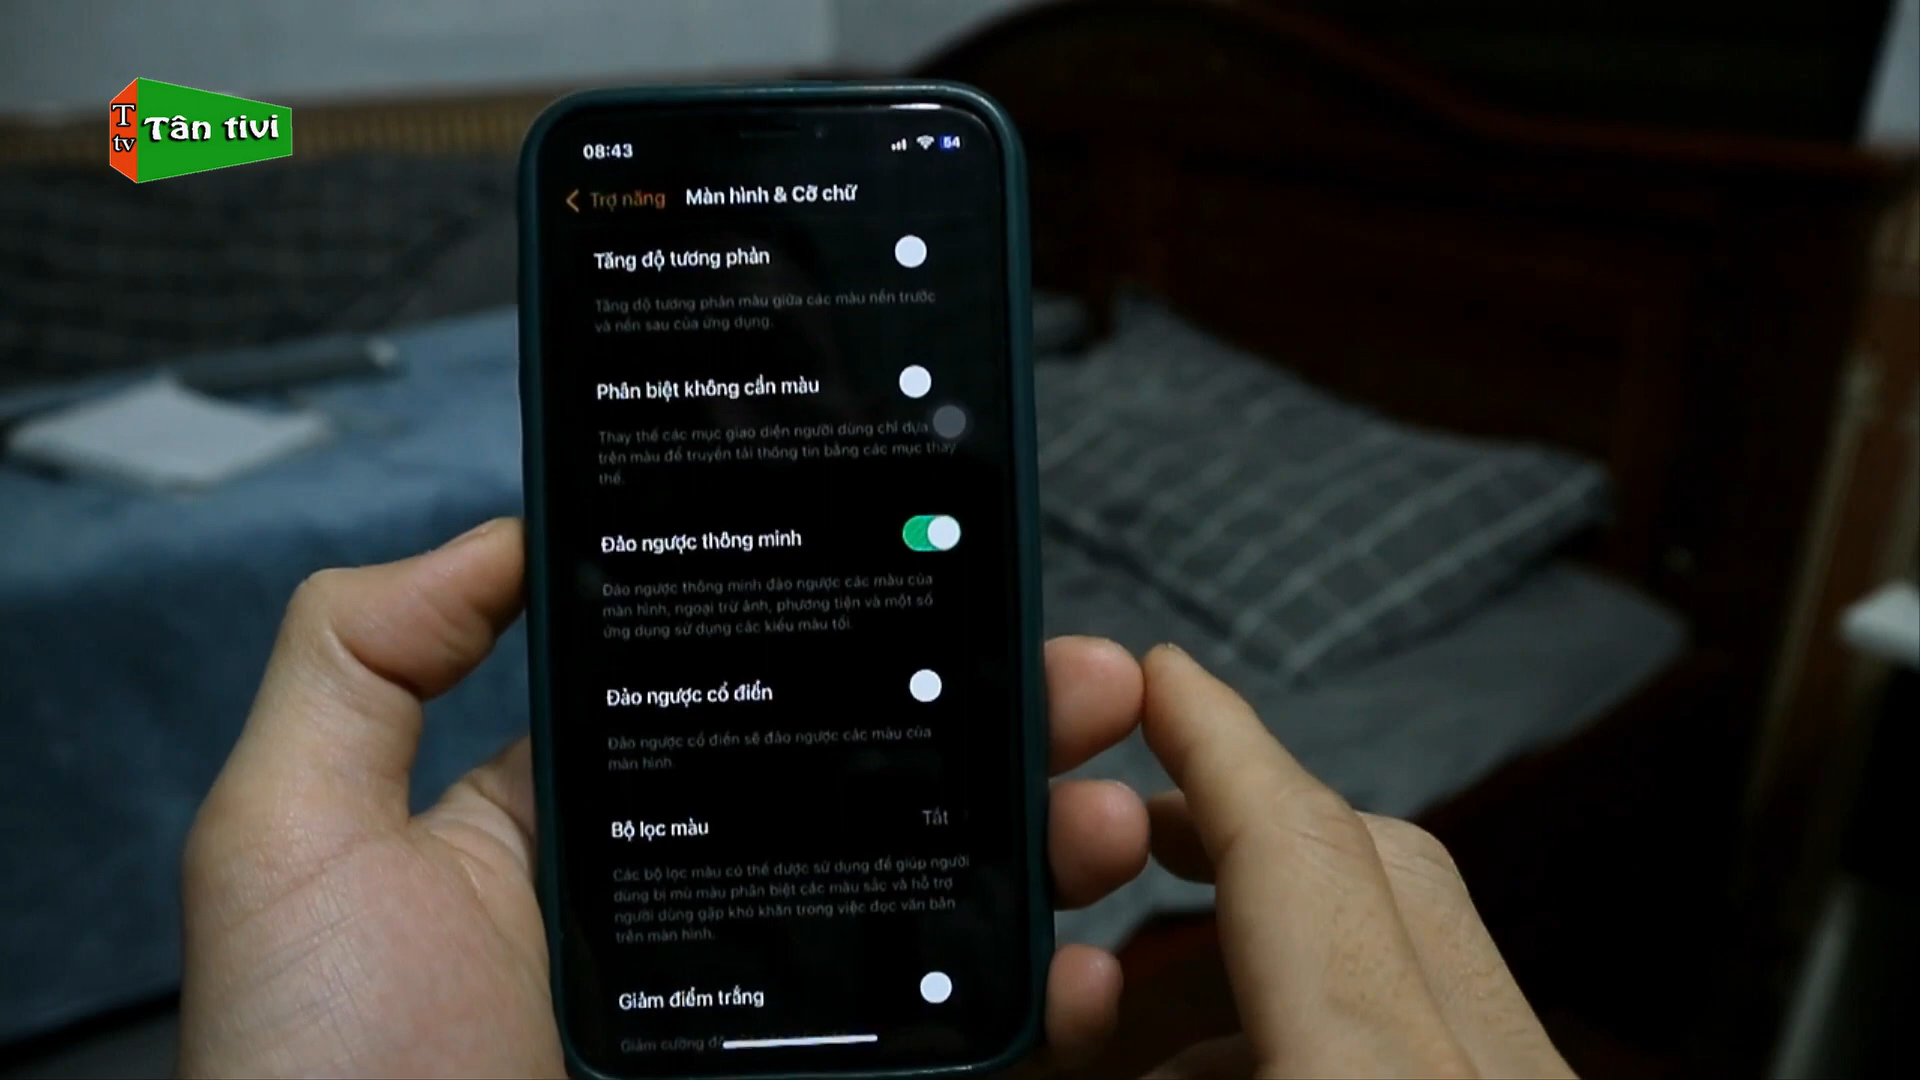 T
tv
Tân tivi
08:43
54
Trợ năng
Màn hình & Cỡ chữ
Tăng độ tương phản
Tăng độ tương phản màu giữa các màu nền trước
và nền sau của ứng dụng.
Phân biệt không cần màu
Thay thế các mục giao diện người dùng chỉ dựa
trên màu để truyền tải thông tin bằng các mục thay
thế.
Đảo ngược thông minh
Đảo ngược thông minh đảo ngược các màu của
màn hình, ngoại trừ ảnh, phương tiện và một số
ứng dụng sử dụng các kiểu màu tối.
Đảo ngược cổ điển
Đảo ngược cổ điển sẽ đảo ngược các màu của
màn hình.
Bộ lọc màu
Tắt
Các bộ lọc màu có thể được sử dụng để giúp người
dùng bị mù màu phân biệt các màu sắc và hỗ trợ
người dùng gặp khó khăn trong việc đọc văn bản
trên màn hình.
Giảm điểm trắng
Giảm cường